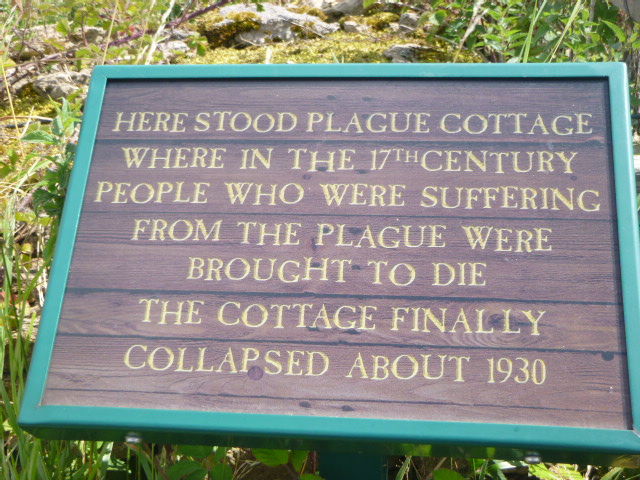 HERE STOOD PLAGUE COTTAGE
WHERE IN THE 17TH CENTURY
PEOPLE WHO WERE SUFFERING
FROM THE PLAGUE WERE
BROUGHT TO DIE
THE COTTAGE FINALLY
COLLAPSED ABOUT 1930